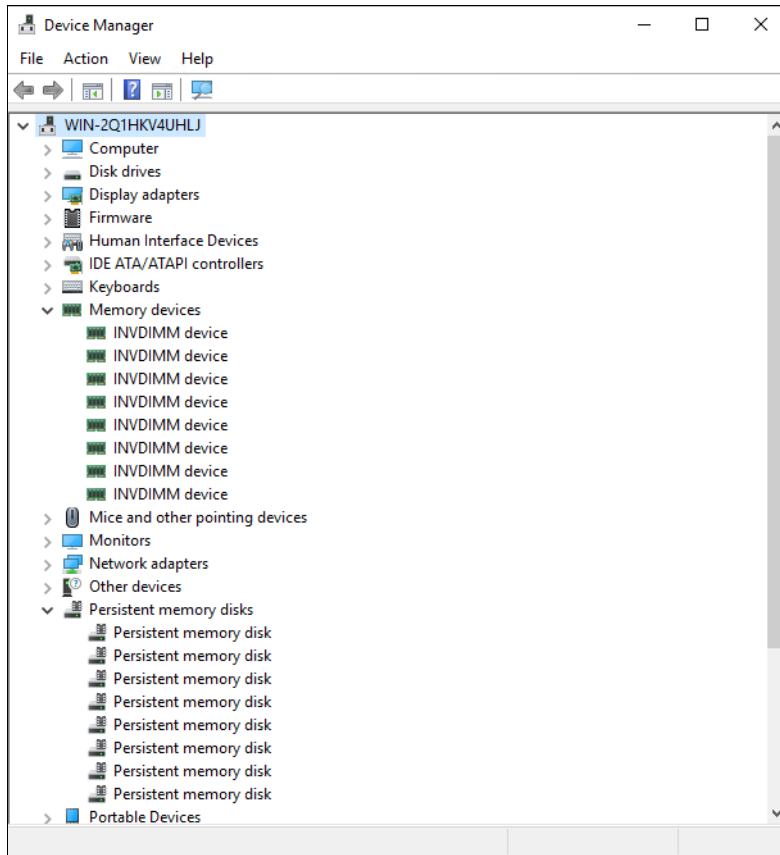 Device Manager
File Action View Help
WIN-2Q1HKV4UHLJ
Computer
Disk drives
Display adapters
Firmware
Human Interface Devices
IDE ATA/ATAPI controllers
Keyboards
Memory devices
INVDIMM device
INVDIMM device
INVDIMM device
INVDIMM device
INVDIMM device
INVDIMM device
INVDIMM device
INVDIMM device
Mice and other pointing devices
Monitors
Network adapters
Other devices
Persistent memory disks
Persistent memory disk
Persistent memory disk
Persistent memory disk
Persistent memory disk
Persistent memory disk
Persistent memory disk
Persistent memory disk
Persistent memory disk
Portable Devices